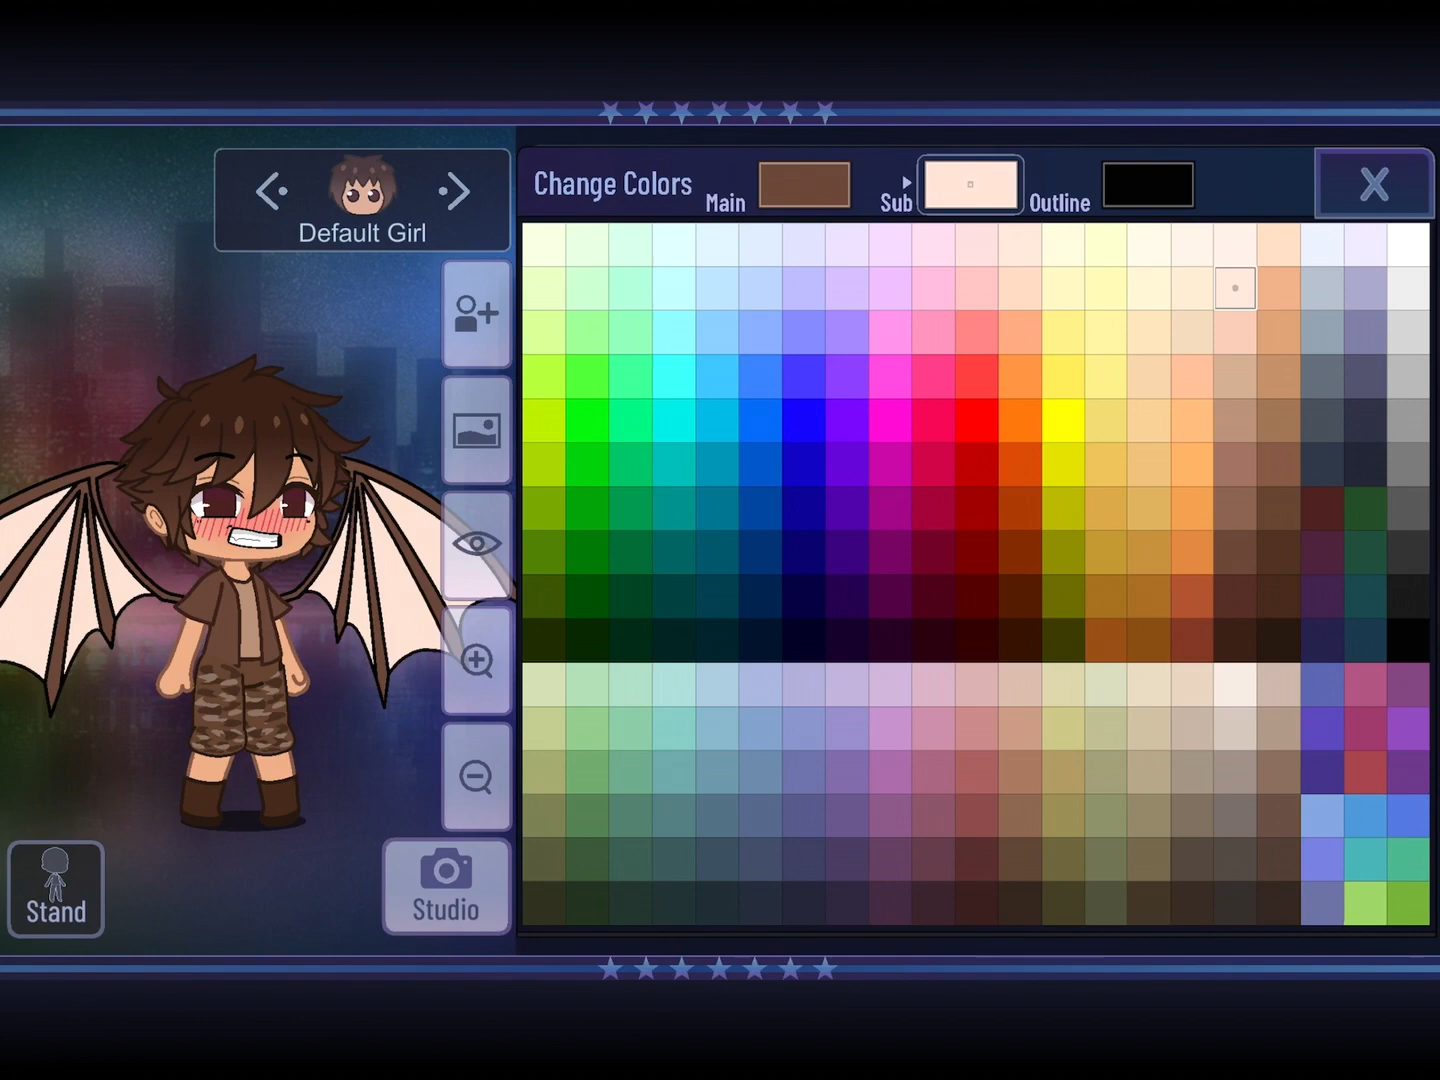 Default Girl
Change Colors
Main
Sub
Outline
X
Stand
Studio